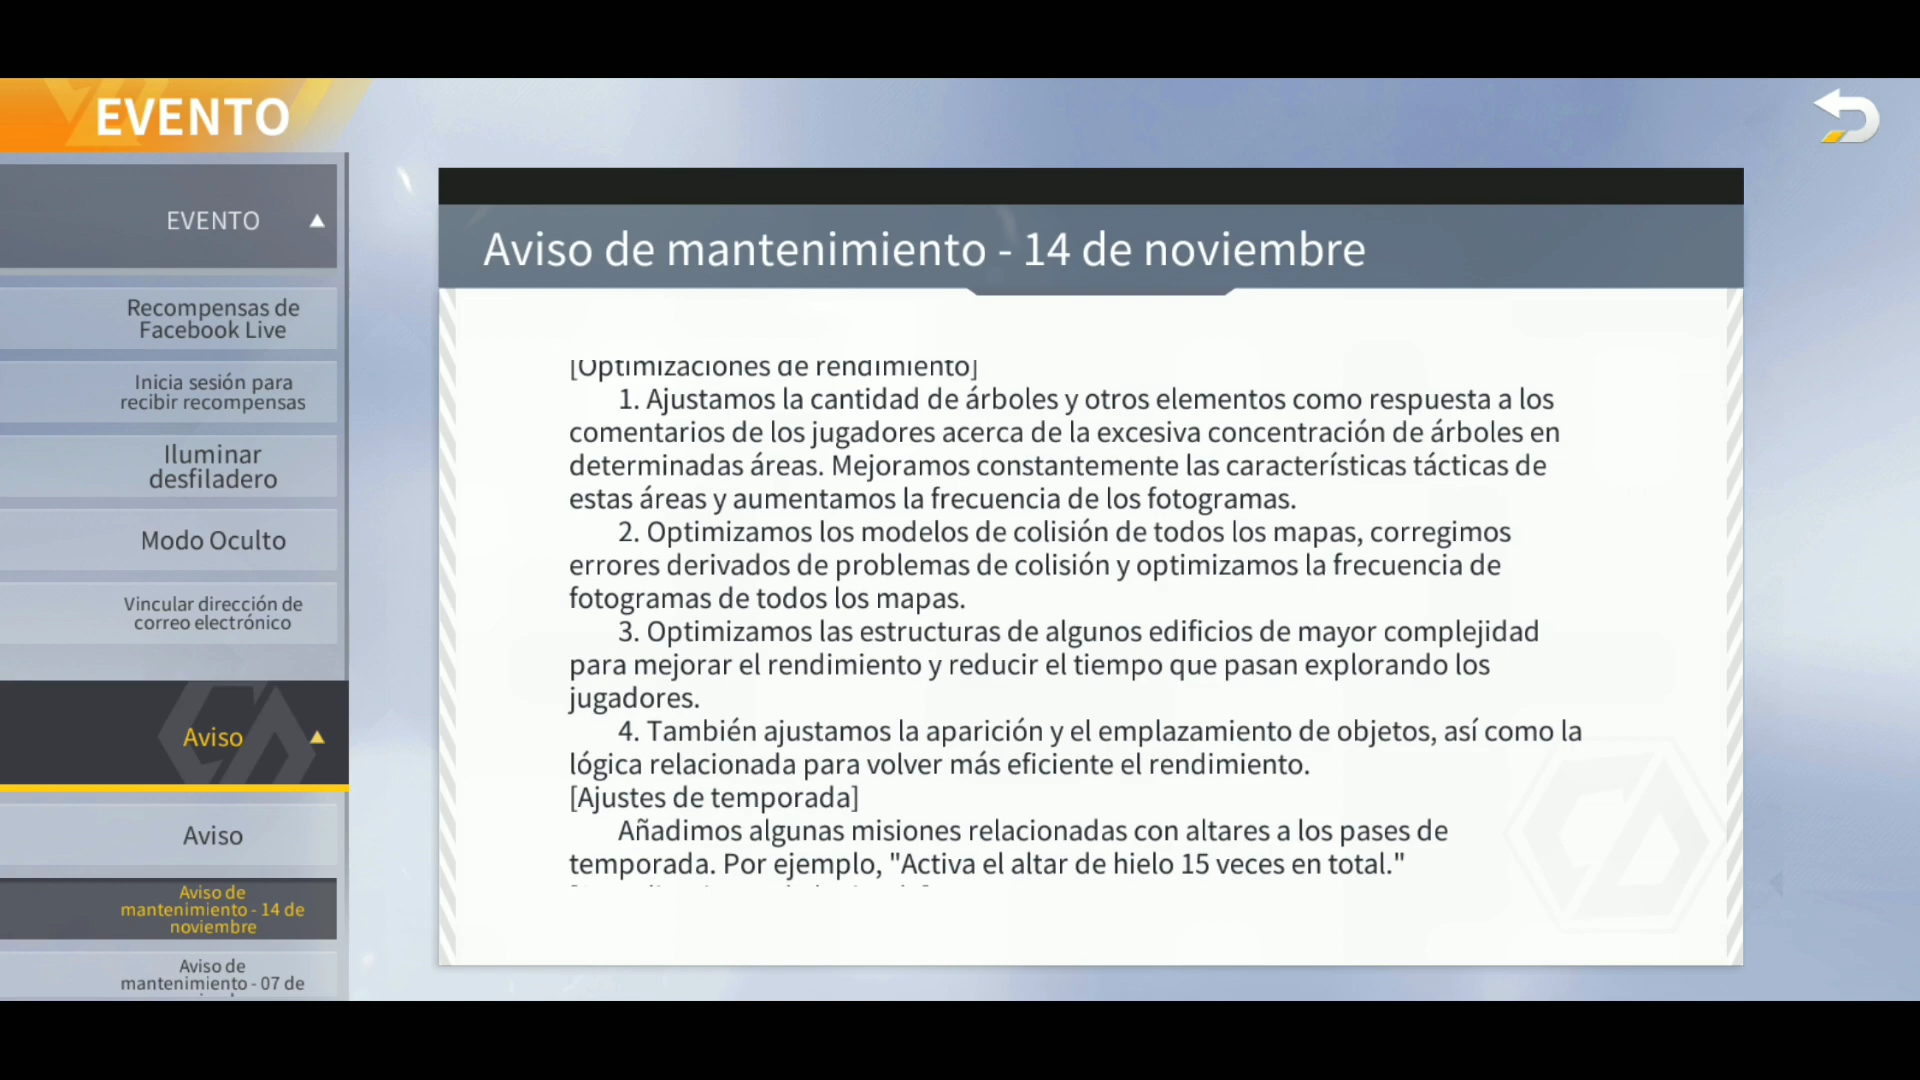 EVENTO
EVENTO
Recompensas de
Facebook Live
Inicia sesión para
recibir recompensas
Iluminar
desfiladero
Modo Oculto
Vincular dirección de
correo electrónico
Aviso
Aviso
Aviso de
mantenimiento - 14 de
noviembre
Aviso de
mantenimiento - 07 de
Aviso de mantenimiento - 14 de noviembre
[Optimizaciones de rendimiento]
1. Ajustamos la cantidad de árboles y otros elementos como respuesta a los
comentarios de los jugadores acerca de la excesiva concentración de árboles en
determinadas áreas. Mejoramos constantemente las características tácticas de
estas áreas y aumentamos la frecuencia de los fotogramas.
2. Optimizamos los modelos de colisión de todos los mapas, corregimos
errores derivados de problemas de colisión y optimizamos la frecuencia de
fotogramas de todos los mapas.
3. Optimizamos las estructuras de algunos edificios de mayor complejidad
para mejorar el rendimiento y reducir el tiempo que pasan explorando los
jugadores.
4. También ajustamos la aparición y el emplazamiento de objetos, así como la
lógica relacionada para volver más eficiente el rendimiento.
[Ajustes de temporada]
Añadimos algunas misiones relacionadas con altares a los pases de
temporada. Por ejemplo, "Activa el altar de hielo 15 veces en total."